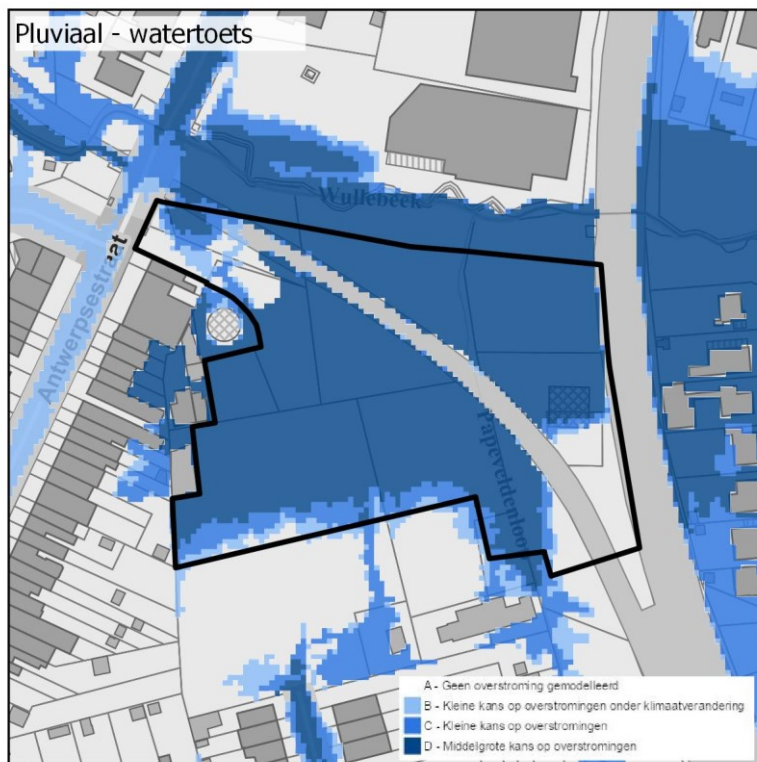 Pluviaal - watertoets
Wullebeek
Antwerpsestraat
Papeveldenloop
A - Geen overstroming gemodelleerd
B - Kleine kans op overstromingen onder klimaatverandering
C - Kleine kans op overstromingen
D - Middelgrote kans op overstromingen